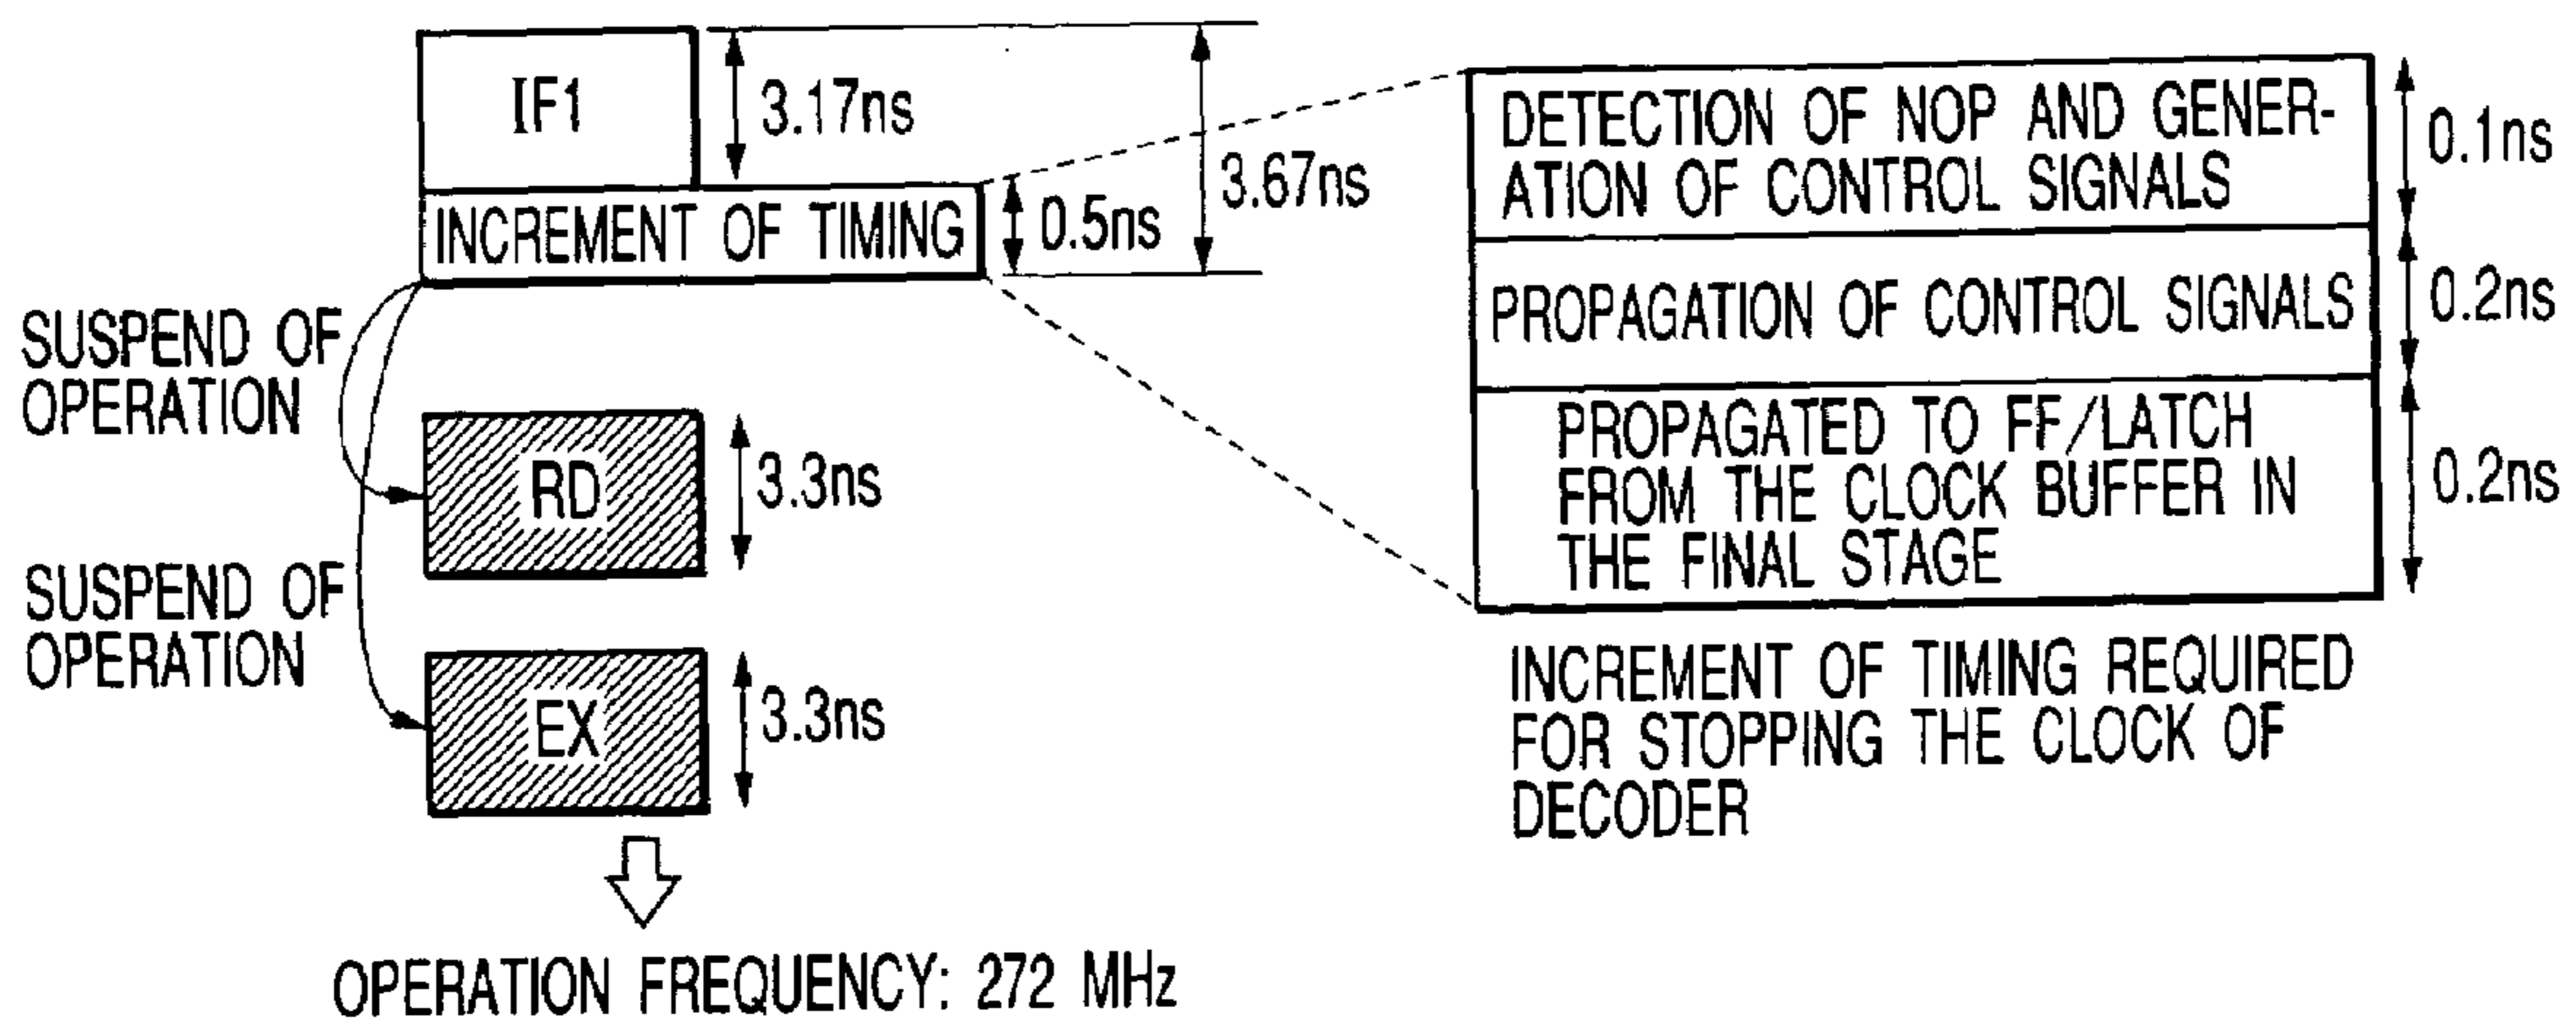 IF1
3.17ns
3.67ns
INCREMENT OF TIMING
0.5ns
SUSPEND OF
OPERATION
RD
3.3ns
SUSPEND OF
OPERATION
EX
3.3ns
OPERATION FREQUENCY: 272 MHz
DETECTION OF NOP AND GENER-
ATION OF CONTROL SIGNALS
0.1ns
PROPAGATION OF CONTROL SIGNALS
0.2ns
PROPAGATED TO FF/LATCH
FROM THE CLOCK BUFFER IN
THE FINAL STAGE
0.2ns
INCREMENT OF TIMING REQUIRED
FOR STOPPING THE CLOCK OF
DECODER